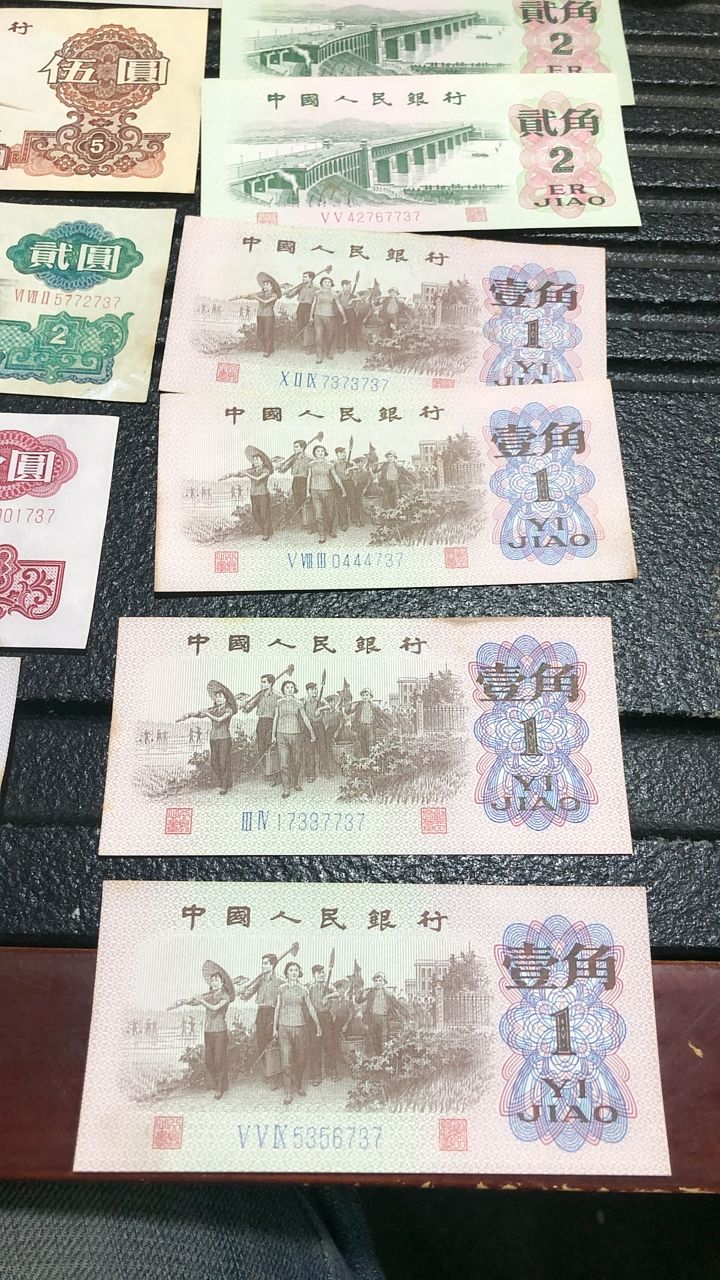 行
伍圓
5
貳角
2
ER
中國人民銀行
貳角
2
ER
JIAO
VV42767737
貳圓
VI VII II 5772737
2
中國人民銀行
壹角
1
YI
JIAO
X II IX 7373737
圓
001737
中國人民銀行
壹角
1
YI
JIAO
V VIII III 0444737
中國人民銀行
壹角
1
YI
JIAO
III IV 17337737
中國人民銀行
壹角
1
YI
JIAO
V V IX 5356737